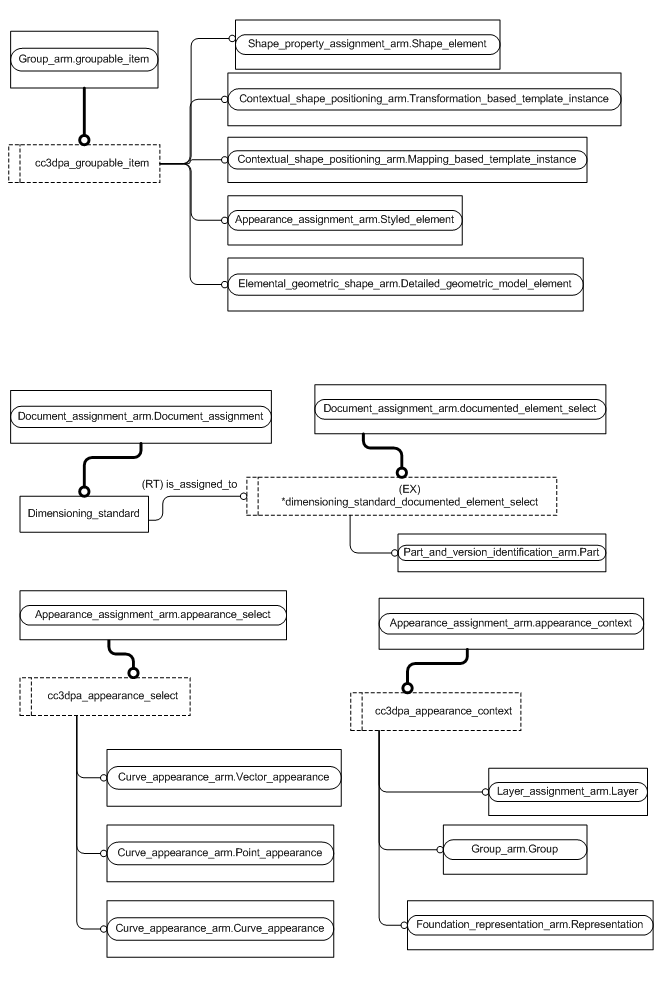 Group_arm.groupable_item
cc3dpa_groupable_item
Shape_property_assignment_arm.Shape_element
Contextual_shape_positioning_arm.Transformation_based_template_instance
Contextual_shape_positioning_arm.Mapping_based_template_instance
Appearance_assignment_arm.Styled_element
Elemental_geometric_shape_arm.Detailed_geometric_model_element
Document_assignment_arm.Document_assignment
Document_assignment_arm.documented_element_select
Dimensioning_standard
(RT) is_assigned_to
(EX)
*dimensioning_standard_documented_element_select
Part_and_version_identification_arm.Part
Appearance_assignment_arm.appearance_select
cc3dpa_appearance_select
Curve_appearance_arm.Vector_appearance
Curve_appearance_arm.Point_appearance
Curve_appearance_arm.Curve_appearance
Appearance_assignment_arm.appearance_context
cc3dpa_appearance_context
Layer_assignment_arm.Layer
Group_arm.Group
Foundation_representation_arm.Representation